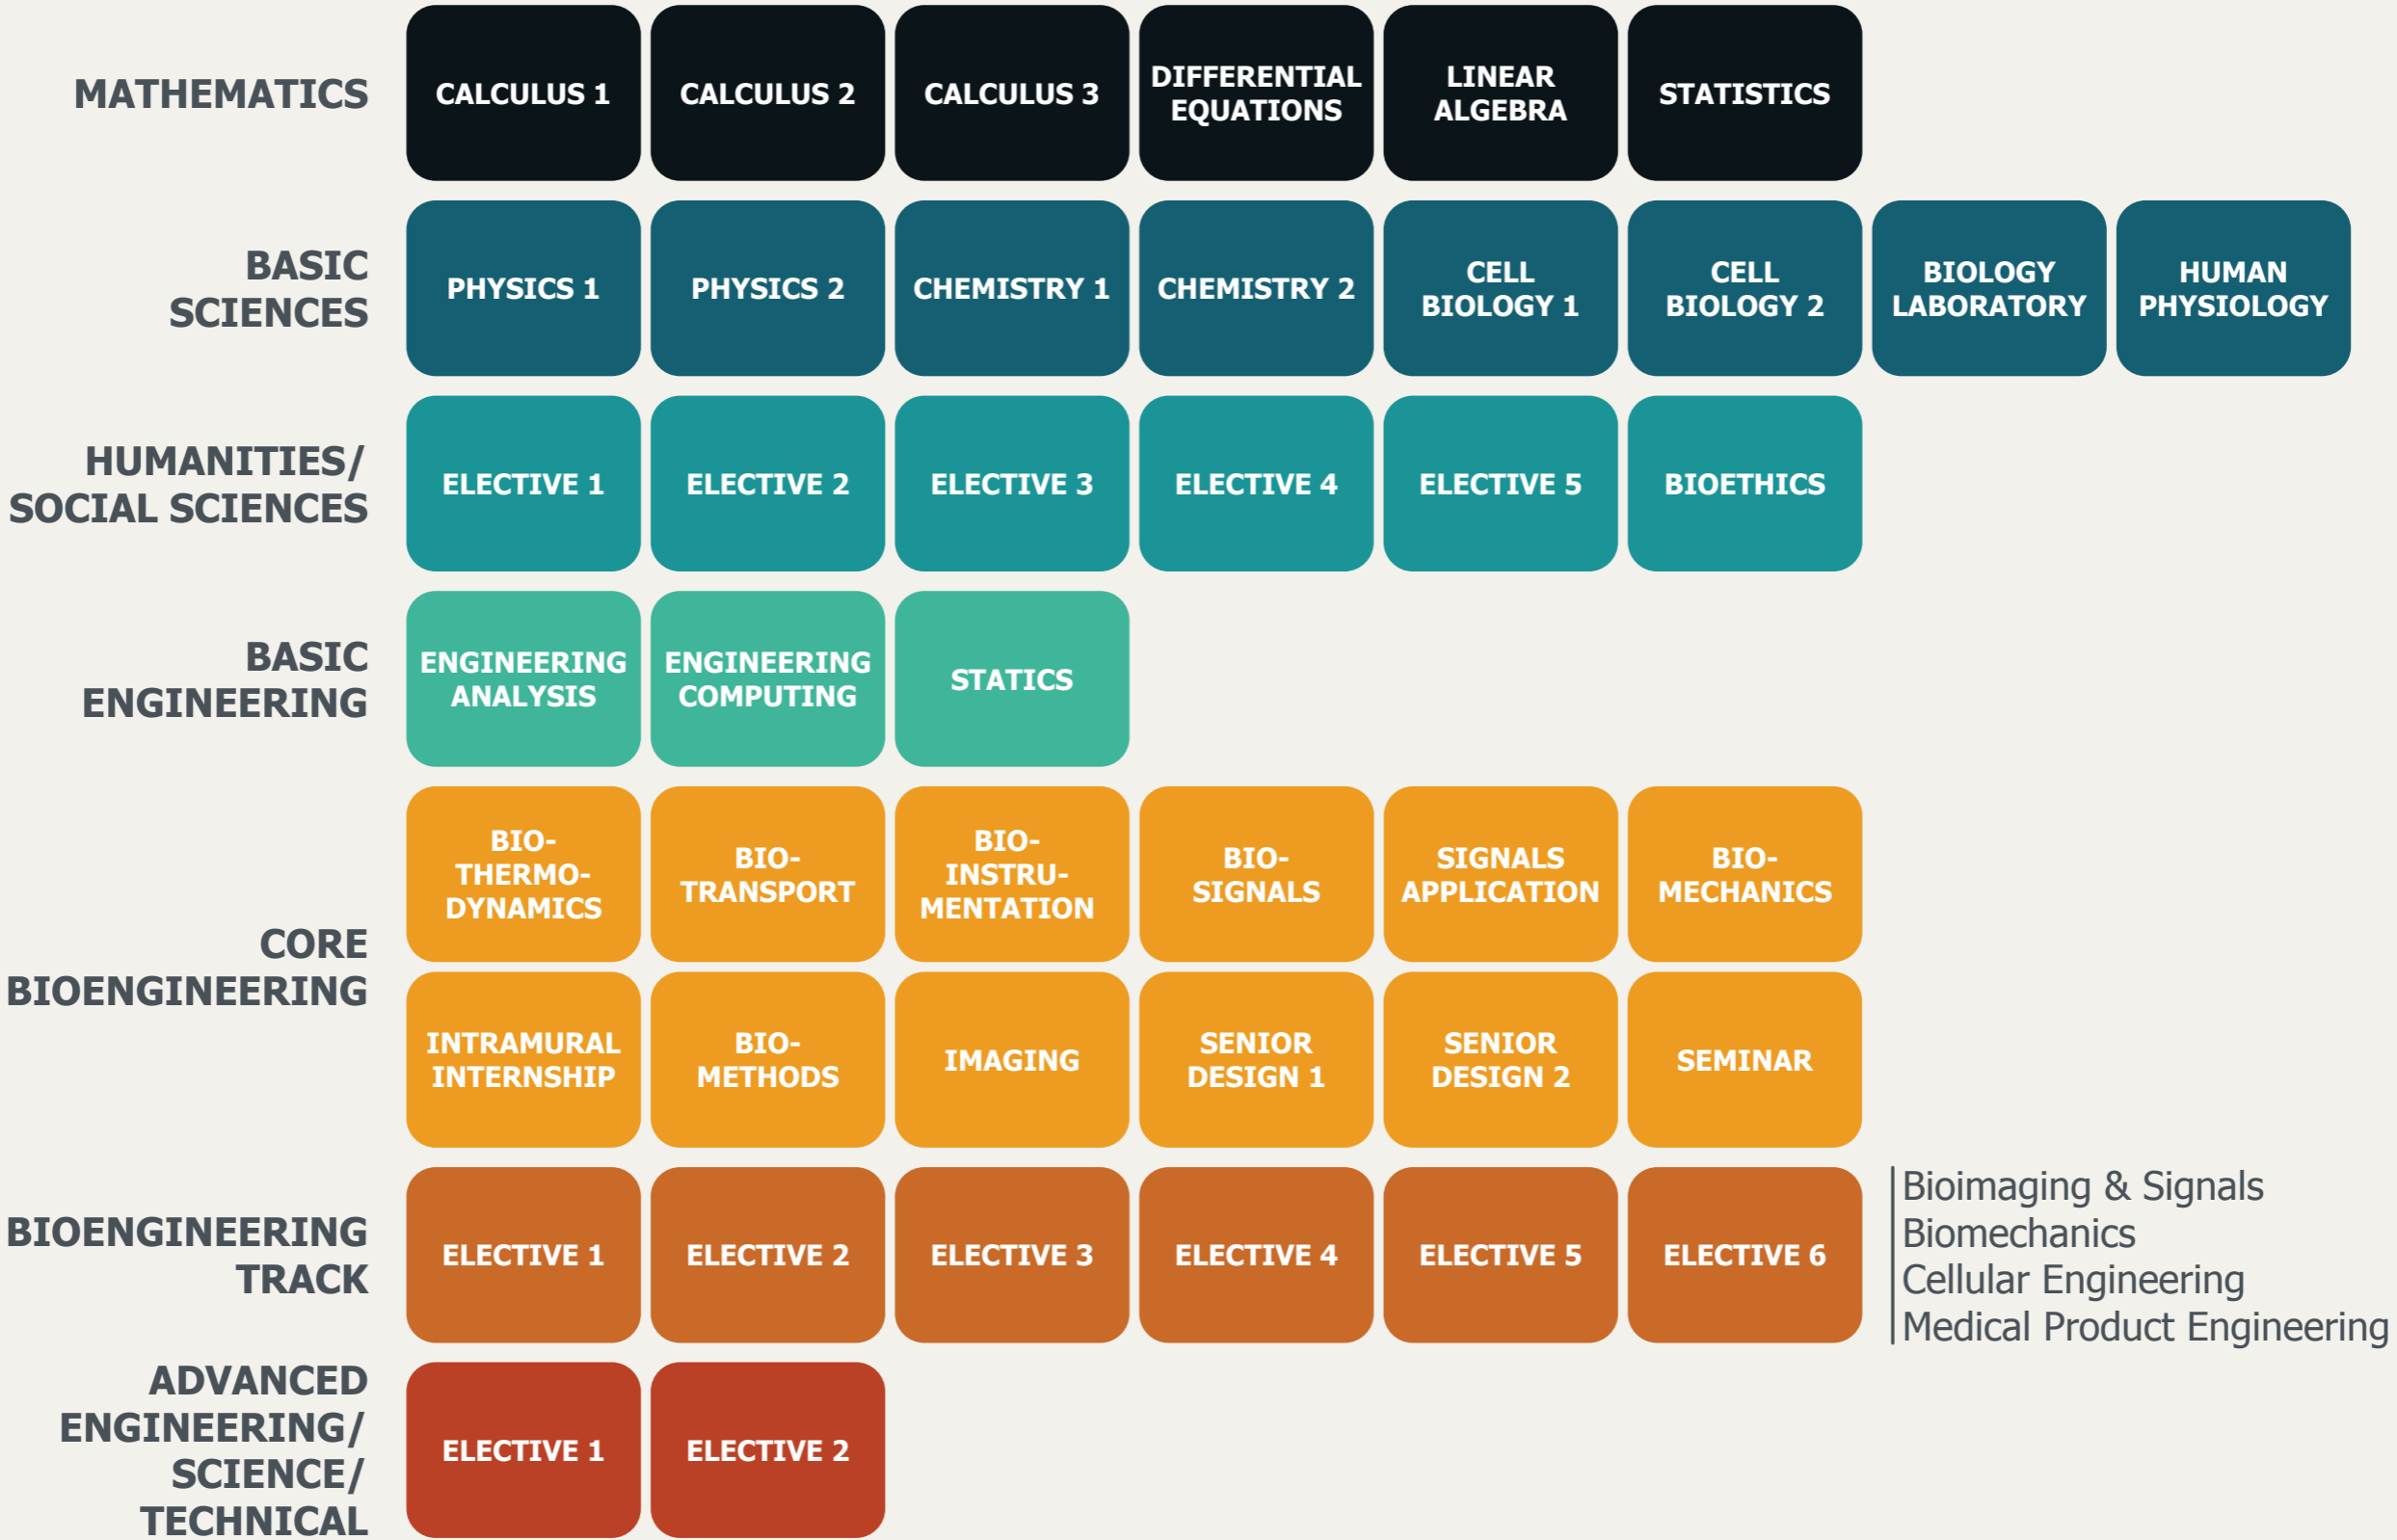 MATHEMATICS
CALCULUS 1
CALCULUS 2
CALCULUS 3
DIFFERENTIAL
EQUATIONS
LINEAR
ALGEBRA
STATISTICS
BASIC
SCIENCES
PHYSICS 1
PHYSICS 2
CHEMISTRY 1
CHEMISTRY 2
CELL
BIOLOGY 1
CELL
BIOLOGY 2
BIOLOGY
LABORATORY
HUMAN
PHYSIOLOGY
HUMANITIES/
SOCIAL SCIENCES
ELECTIVE 1
ELECTIVE 2
ELECTIVE 3
ELECTIVE 4
ELECTIVE 5
BIOETHICS
BASIC
ENGINEERING
ENGINEERING
ANALYSIS
ENGINEERING
COMPUTING
STATICS
CORE
BIOENGINEERING
BIO-
THERMO-
DYNAMICS
BIO-
TRANSPORT
BIO-
INSTRU-
MENTATION
BIO-
SIGNALS
SIGNALS
APPLICATION
BIO-
MECHANICS
INTRAMURAL
INTERNSHIP
BIO-
METHODS
IMAGING
SENIOR
DESIGN 1
SENIOR
DESIGN 2
SEMINAR
BIOENGINEERING
TRACK
ELECTIVE 1
ELECTIVE 2
ELECTIVE 3
ELECTIVE 4
ELECTIVE 5
ELECTIVE 6
Bioimaging & Signals
Biomechanics
Cellular Engineering
Medical Product Engineering
ADVANCED
ENGINEERING/
SCIENCE/
TECHNICAL
ELECTIVE 1
ELECTIVE 2